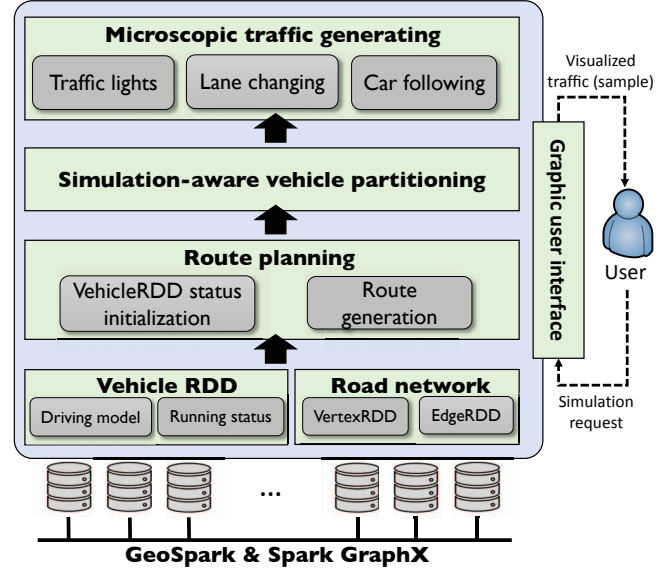 Microscopic traffic generating
Traffic lights
Lane changing
Car following
Simulation-aware vehicle partitioning
Route planning
VehicleRDD status
initialization
Route
generation
Vehicle RDD
Driving model
Running status
Road network
VertexRDD
EdgeRDD
...
GeoSpark & Spark GraphX
Graphic user interface
Visualized
traffic (sample)
User
Simulation
request